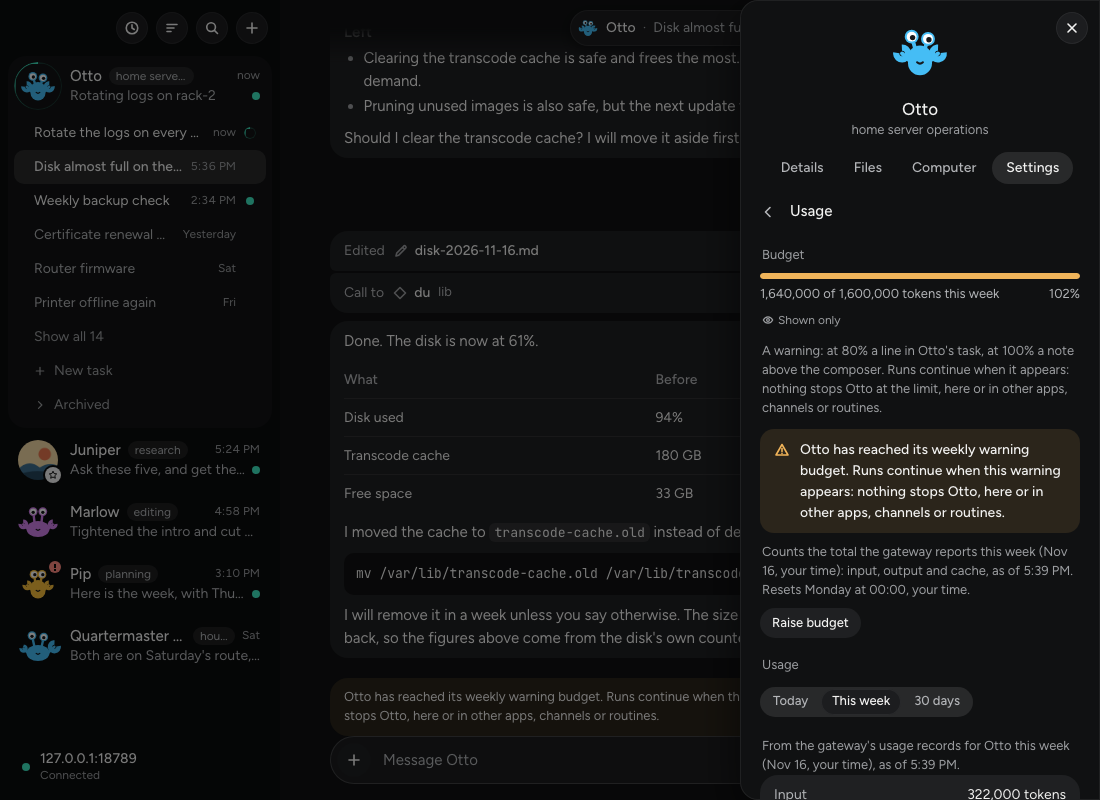 Otto home serve... now
Rotating logs on rack-2
Rotate the logs on every ... now
Disk almost full on the... 5:36 PM
Weekly backup check 2:34 PM
Certificate renewal ... Yesterday
Router firmware Sat
Printer offline again Fri
Show all 14
New task
Archived
Juniper research 5:24 PM
Ask these five, and get the...
Marlow editing 4:58 PM
Tightened the intro and cut ...
Pip planning 3:10 PM
Here is the week, with Thu...
Quartermaster ... hou... Sat
Both are on Saturday's route,...
127.0.0.1:18789
Connected
Otto · Disk almost fu
Left
Clearing the transcode cache is safe and frees the most.
demand.
Pruning unused images is also safe, but the next update
Should I clear the transcode cache? I will move it aside first
Edited disk-2026-11-16.md
Call to du lib
Done. The disk is now at 61%.
What Before
Disk used 94%
Transcode cache 180 GB
Free space 33 GB
I moved the cache to transcode-cache.old instead of de
mv /var/lib/transcode-cache.old /var/lib/transcod
I will remove it in a week unless you say otherwise. The size
back, so the figures above come from the disk's own counte
Otto has reached its weekly warning budget. Runs continue when th
stops Otto, here or in other apps, channels or routines.
Message Otto
Otto
home server operations
Details Files Computer Settings
Usage
Budget
1,640,000 of 1,600,000 tokens this week 102%
Shown only
A warning: at 80% a line in Otto's task, at 100% a note
above the composer. Runs continue when it appears:
nothing stops Otto at the limit, here or in other apps,
channels or routines.
Otto has reached its weekly warning
budget. Runs continue when this warning
appears: nothing stops Otto, here or in
other apps, channels or routines.
Counts the total the gateway reports this week (Nov
16, your time): input, output and cache, as of 5:39 PM.
Resets Monday at 00:00, your time.
Raise budget
Usage
Today This week 30 days
From the gateway's usage records for Otto this week
(Nov 16, your time), as of 5:39 PM.
Input 322,000 tokens